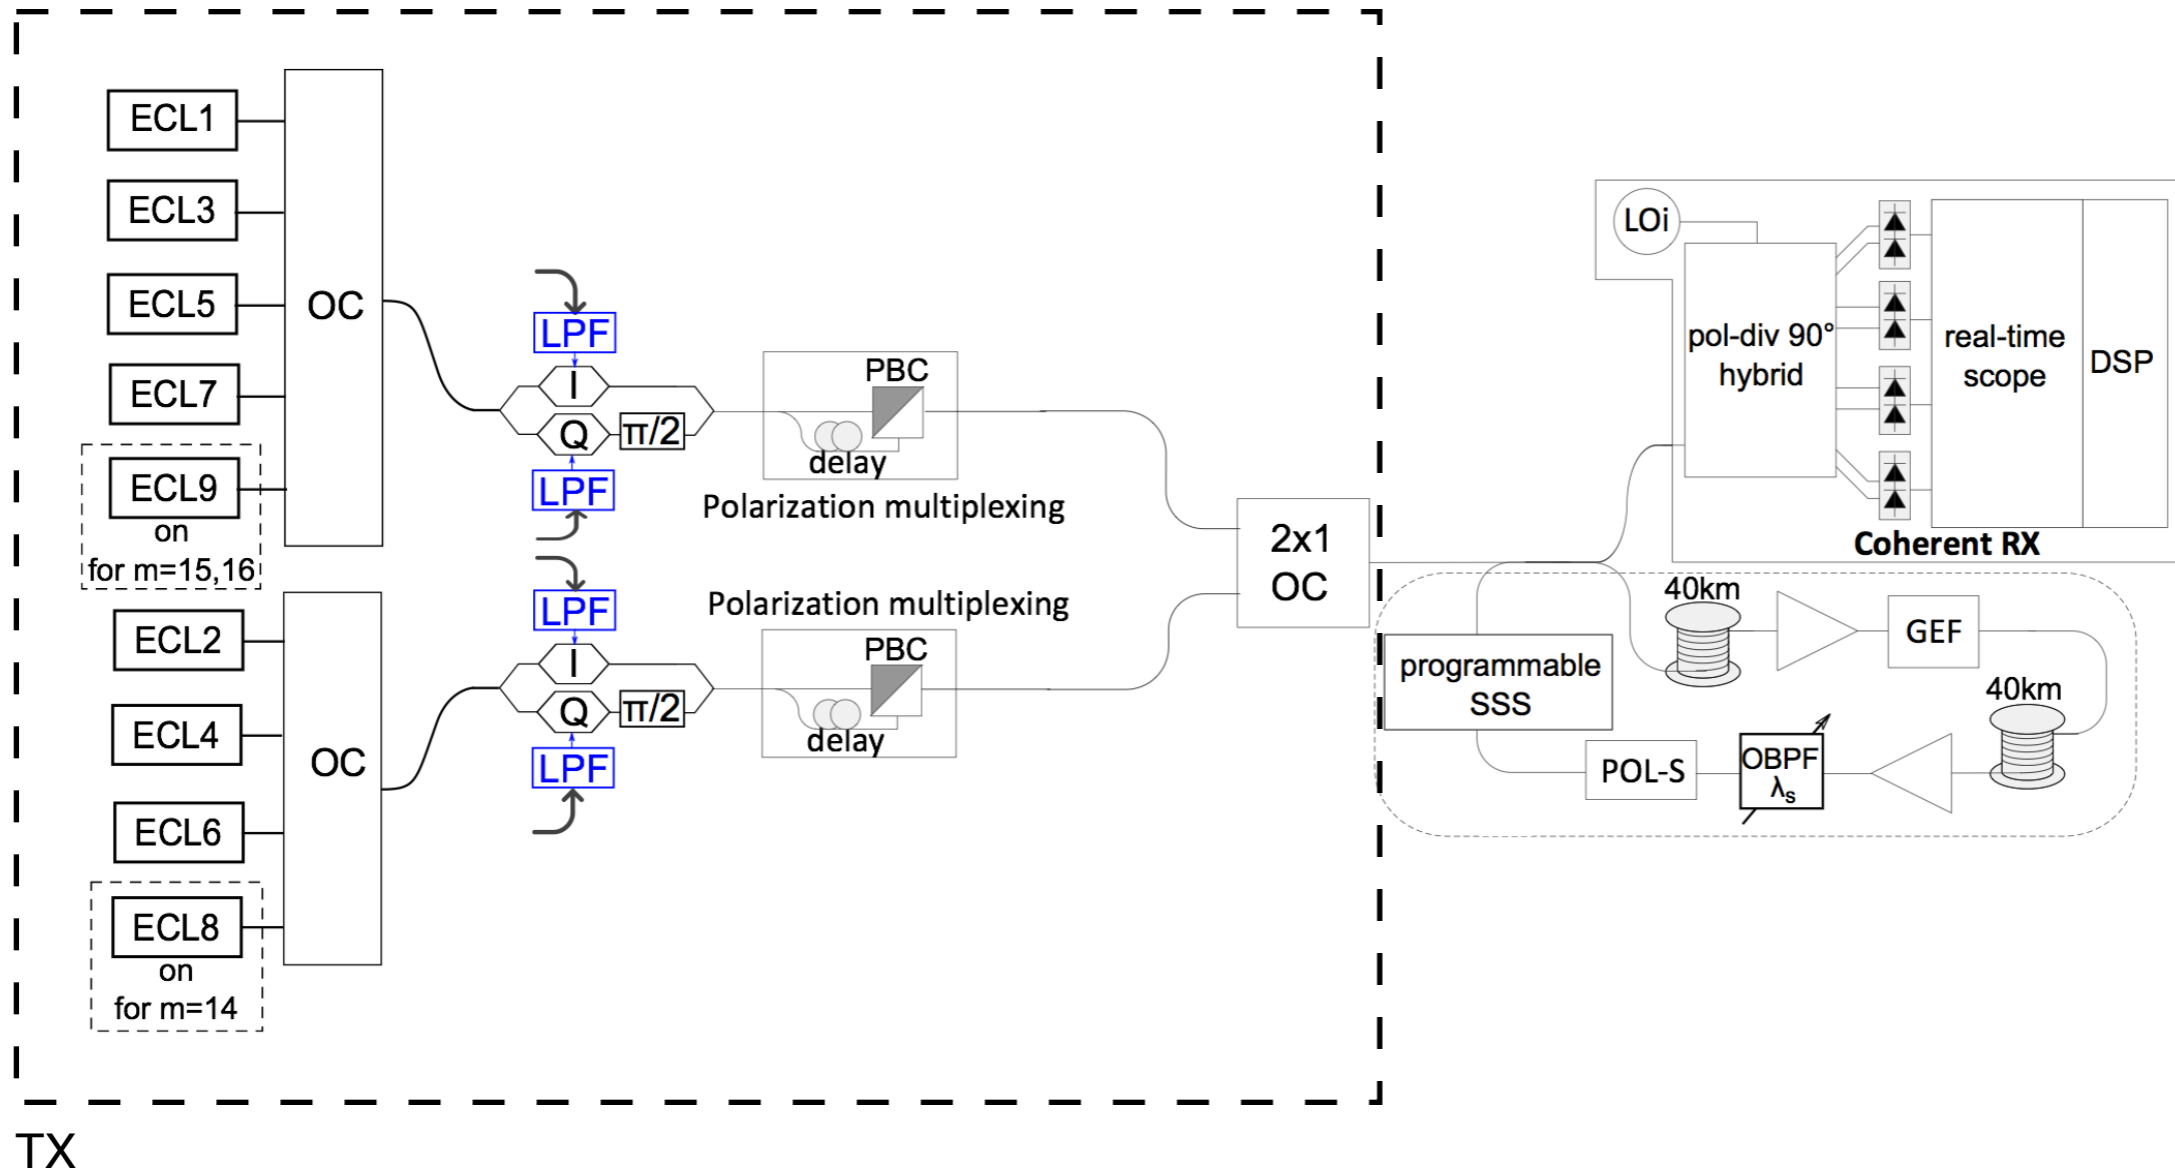 ECL1
ECL3
ECL5
ECL7
ECL9
on
for m=15,16
OC
ECL2
ECL4
ECL6
ECL8
on
for m=14
OC
LPF
I
Q
π/2
LPF
PBC
delay
Polarization multiplexing
LPF
I
Q
π/2
LPF
Polarization multiplexing
PBC
delay
2x1
OC
TX
LOi
pol-div 90°
hybrid
real-time
scope
DSP
Coherent RX
40km
GEF
40km
programmable
SSS
POL-S
OBPF
λs